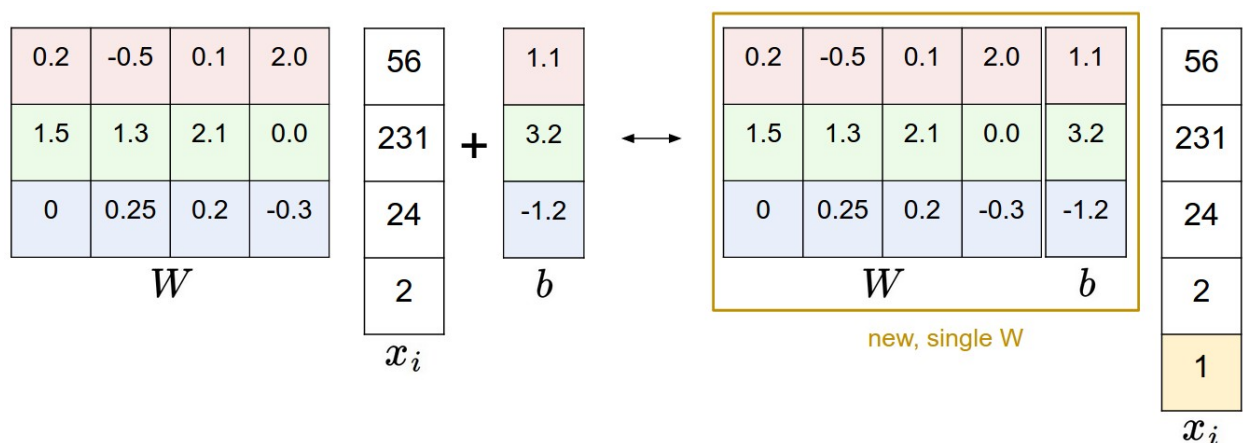 0.2 -0.5 0.1 2.0 56 1.1 0.2 -0.5 0.1 2.0 1.1 56
1.5 1.3 2.1 0.0 231 + 3.2 ↔ 1.5 1.3 2.1 0.0 3.2 231
0 0.25 0.2 -0.3 24 -1.2 0 0.25 0.2 -0.3 -1.2 24
W 2 b W b 2
x_i new, single W 1
x_i